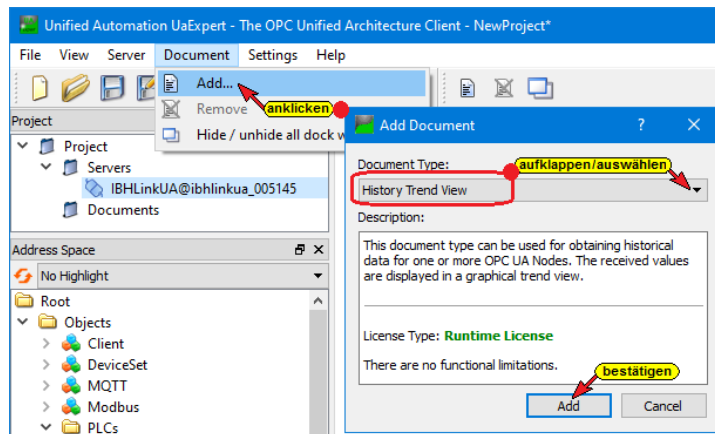 Unified Automation UaExpert - The OPC Unified Architecture Client - NewProject*
File View Server Document Settings Help
Add...
anklicken
Remove
Hide / unhide all dock w
Project
Project
Servers
IBHLinkUA@ibhlinkua_005145
Documents
Address Space
No Highlight
Root
Objects
Client
DeviceSet
MQTT
Modbus
PLCs
Add Document ?
Document Type:
aufklappen/auswählen
History Trend View
Description:
This document type can be used for obtaining historical
data for one or more OPC UA Nodes. The received values
are displayed in a graphical trend view.
License Type: Runtime License
There are no functional limitations.
bestätigen
Add Cancel